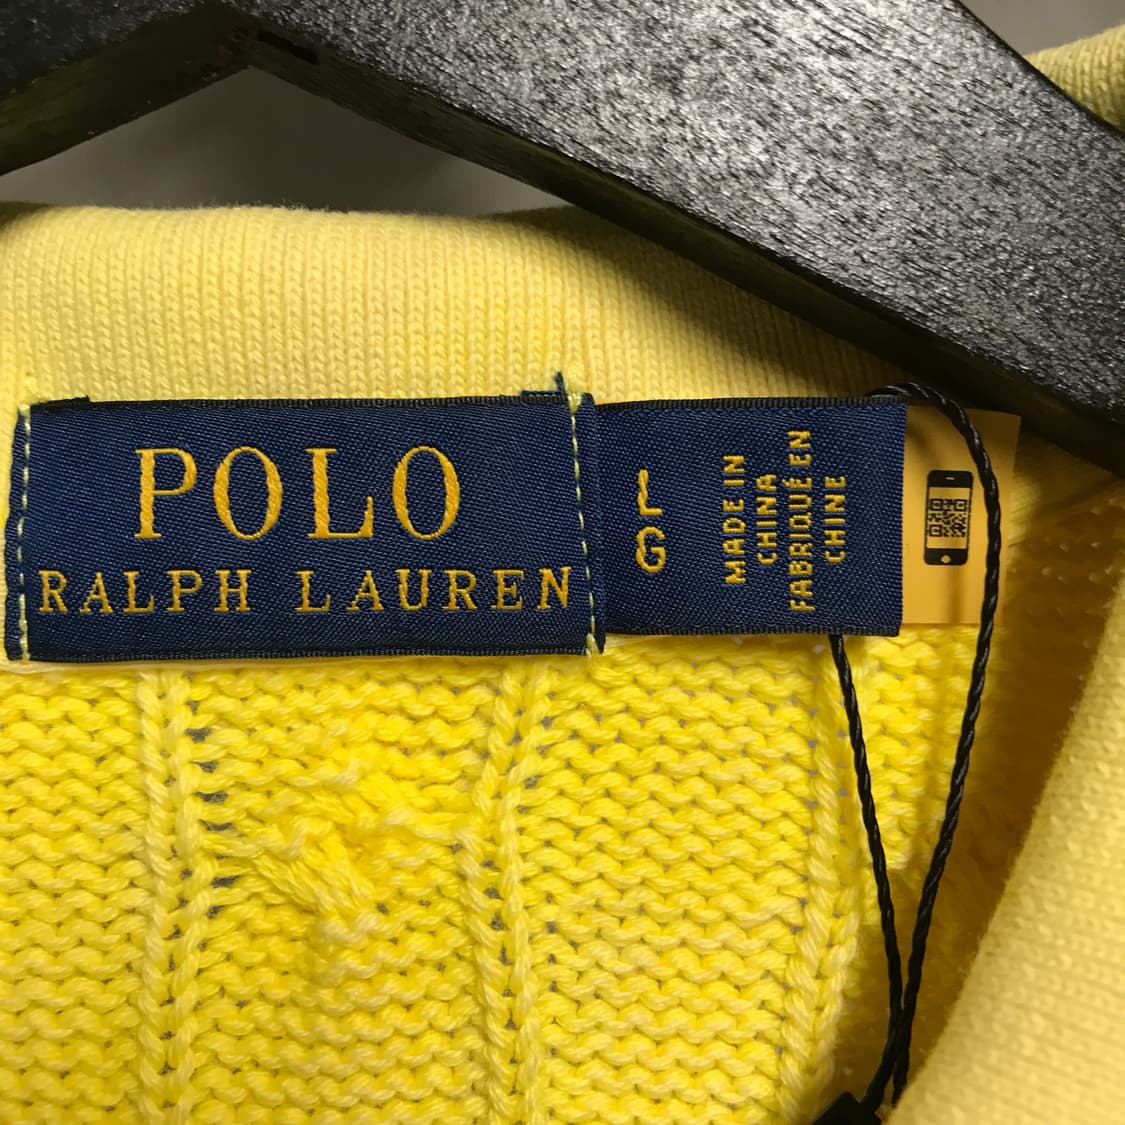 POLO
RALPH LAUREN
L
G
MADE IN
CHINA
FABRIQUÉ EN
CHINE